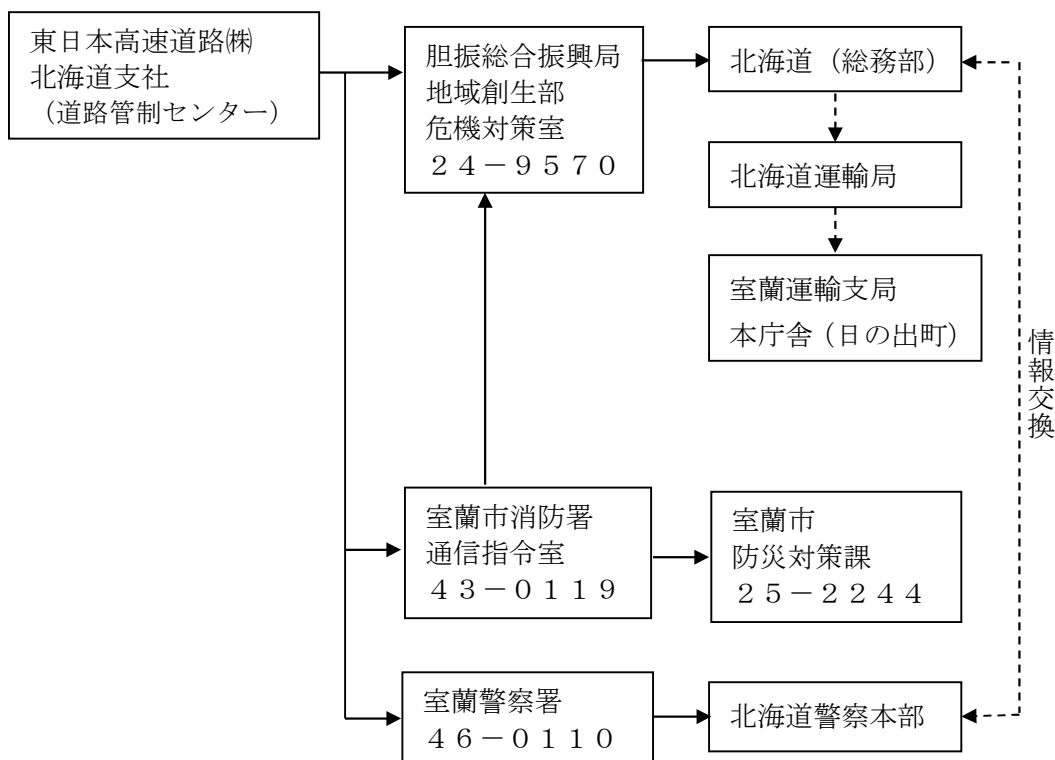 東日本高速道路㈱
北海道支社
(道路管制センター)
胆振総合振興局
地域創生部
危機対策室
24-9570
北海道(総務部)
北海道運輸局
室蘭運輸支局
本庁舎(日の出町)
情報交換
室蘭市消防署
通信指令室
43-0119
室蘭市
防災対策課
25-2244
室蘭警察署
46-0110
北海道警察本部